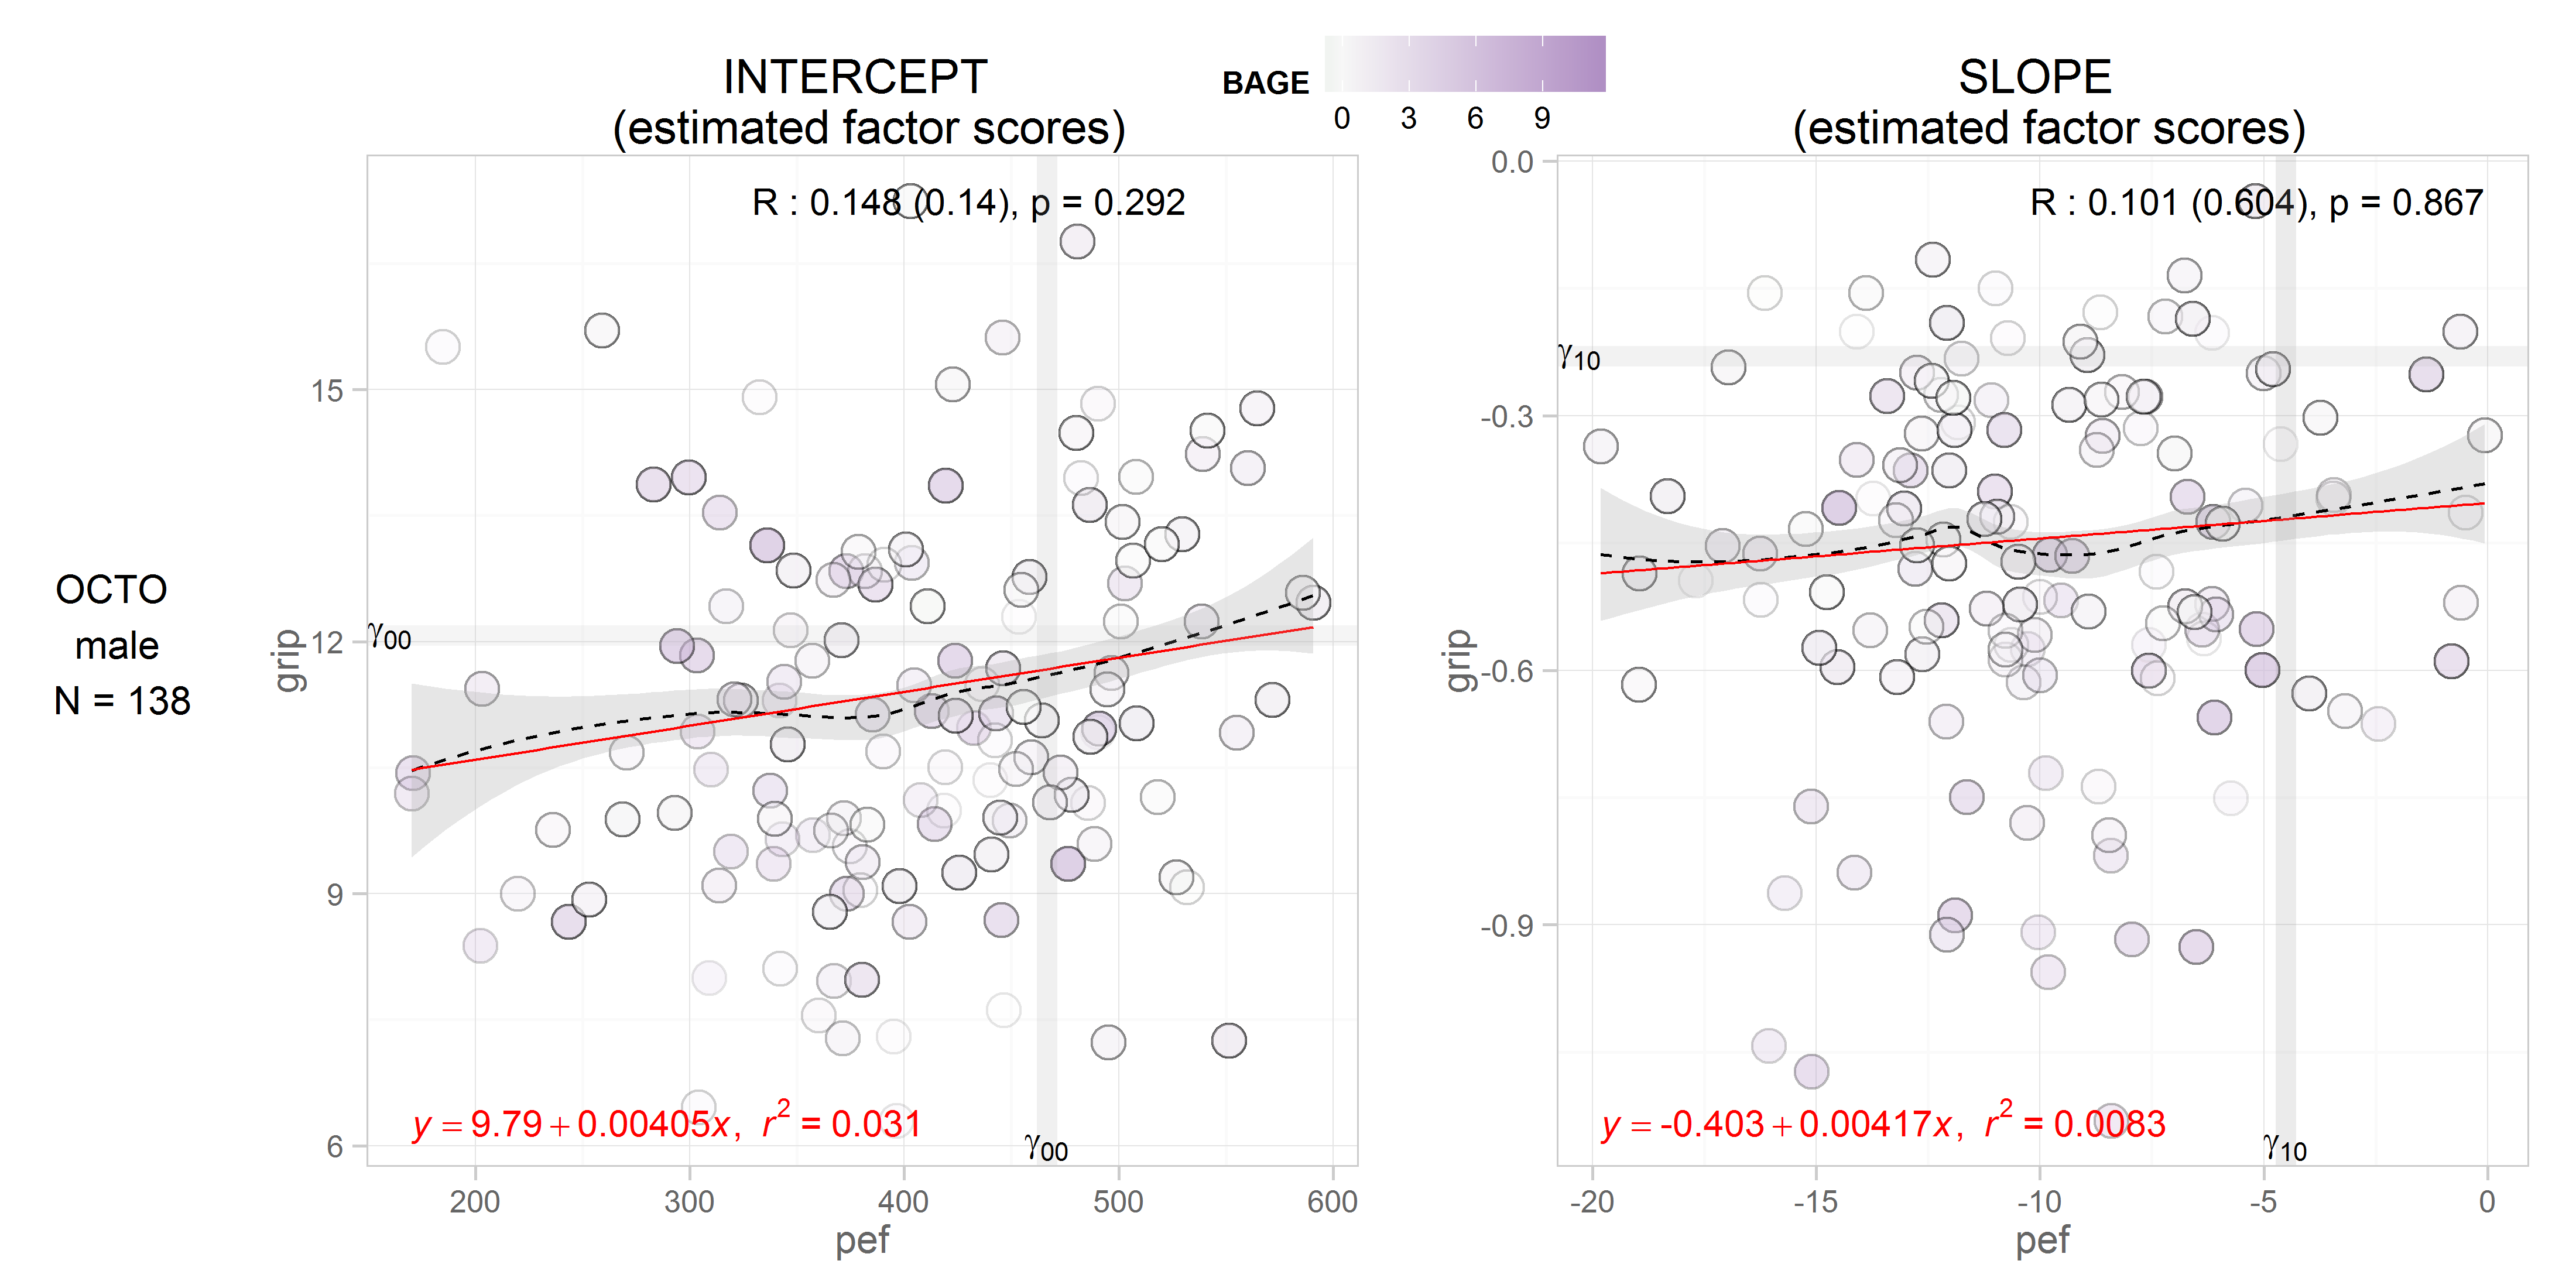 INTERCEPT
(estimated factor scores)
BAGE
0 3 6 9
SLOPE
(estimated factor scores)
OCTO
male
N = 138
R : 0.148 (0.14), p = 0.292
15
12
9
6
grip
γ00
γ00
y = 9.79 + 0.00405x, r² = 0.031
200 300 400 500 600
pef
R : 0.101 (0.604), p = 0.867
0.0
-0.3
-0.6
-0.9
grip
γ10
γ10
y = -0.403 + 0.00417x, r² = 0.0083
-20 -15 -10 -5 0
pef